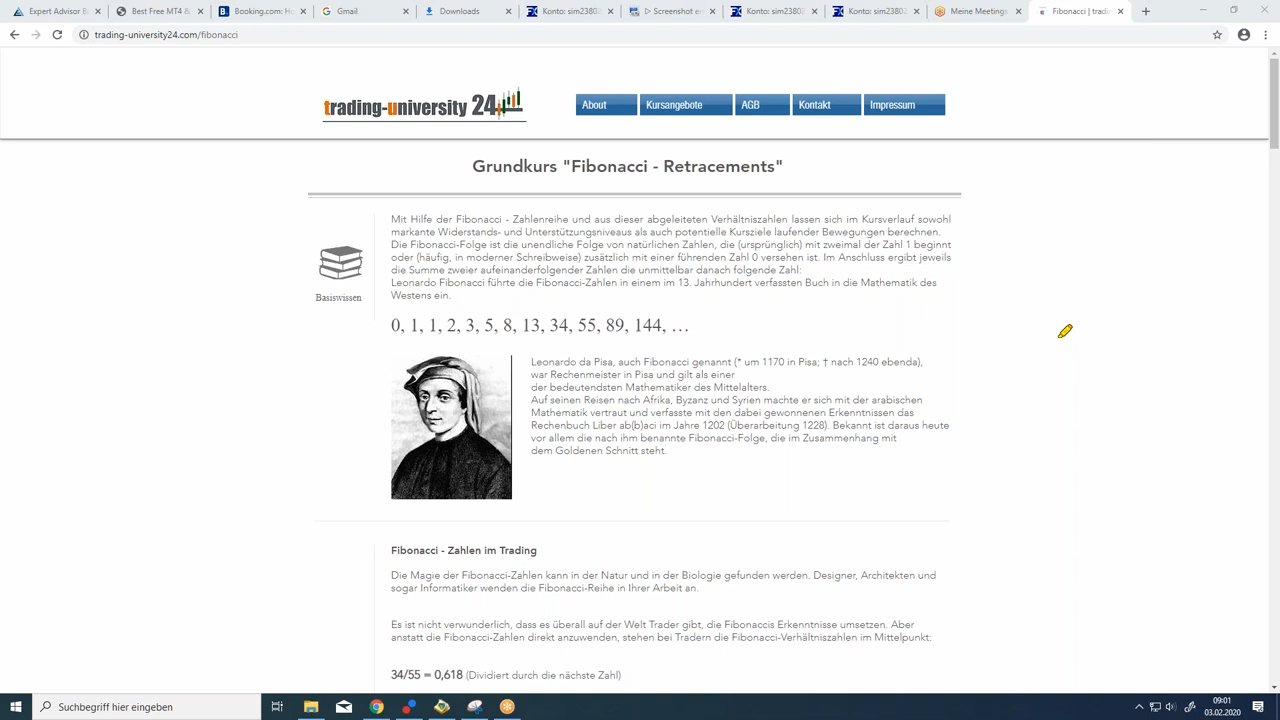 Expert Advisor B
Best Free MT4 &
Booking.com: H
Gmail
Downloads
Konto: sim2380
Screenshot e
Konto: sim2380
Konto: sim2380
Meine Meetings
Fibonacci | tradi
trading-university24.com/fibonacci
trading-university 24
About
Kursangebote
AGB
Kontakt
Impressum
Grundkurs "Fibonacci - Retracements"
Mit Hilfe der Fibonacci - Zahlenreihe und aus dieser abgeleiteten Verhältniszahlen lassen sich im Kursverlauf sowohl
markante Widerstands- und Unterstützungsniveaus als auch potentielle Kursziele laufender Bewegungen berechnen.
Die Fibonacci-Folge ist die unendliche Folge von natürlichen Zahlen, die (ursprünglich) mit zweimal der Zahl 1 beginnt
oder (häufig, in moderner Schreibweise) zusätzlich mit einer führenden Zahl 0 versehen ist. Im Anschluss ergibt jeweils
die Summe zweier aufeinanderfolgender Zahlen die unmittelbar danach folgende Zahl:
Leonardo Fibonacci führte die Fibonacci-Zahlen in einem im 13. Jahrhundert verfassten Buch in die Mathematik des
Westens ein.
Basiswissen
0, 1, 1, 2, 3, 5, 8, 13, 34, 55, 89, 144, …
Leonardo da Pisa, auch Fibonacci genannt (* um 1170 in Pisa; † nach 1240 ebenda),
war Rechenmeister in Pisa und gilt als einer
der bedeutendsten Mathematiker des Mittelalters.
Auf seinen Reisen nach Afrika, Byzanz und Syrien machte er sich mit der arabischen
Mathematik vertraut und verfasste mit den dabei gewonnenen Erkenntnissen das
Rechenbuch Liber ab(b)aci im Jahre 1202 (Überarbeitung 1228). Bekannt ist daraus heute
vor allem die nach ihm benannte Fibonacci-Folge, die im Zusammenhang mit
dem Goldenen Schnitt steht.
Fibonacci - Zahlen im Trading
Die Magie der Fibonacci-Zahlen kann in der Natur und in der Biologie gefunden werden. Designer, Architekten und
sogar Informatiker wenden die Fibonacci-Reihe in Ihrer Arbeit an.
Es ist nicht verwunderlich, dass es überall auf der Welt Trader gibt, die Fibonaccis Erkenntnisse umsetzen. Aber
anstatt die Fibonacci-Zahlen direkt anzuwenden, stehen bei Tradern die Fibonacci-Verhältniszahlen im Mittelpunkt:
34/55 = 0,618 (Dividiert durch die nächste Zahl)
Suchbegriff hier eingeben
09:01
03.02.2020